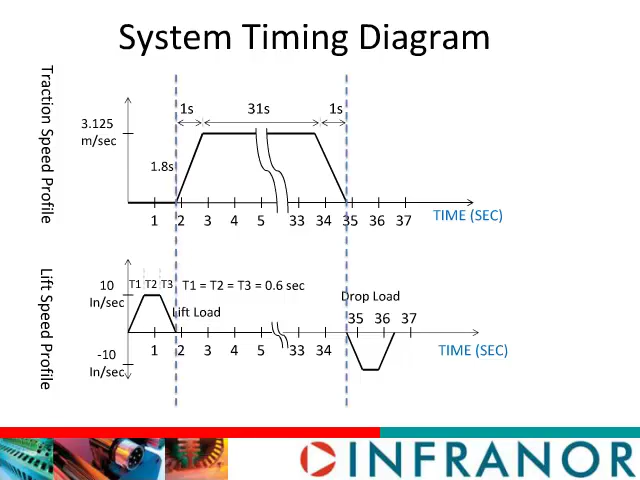 System Timing Diagram
Traction Speed Profile
1s 31s 1s
3.125
m/sec
1.8s
1 2 3 4 5 33 34 35 36 37
TIME (SEC)
Lift Speed Profile
10
In/sec
T1 T2 T3
T1 = T2 = T3 = 0.6 sec
Lift Load
Drop Load
35 36 37
1 2 3 4 5 33 34
TIME (SEC)
-10
In/sec
INFRANOR